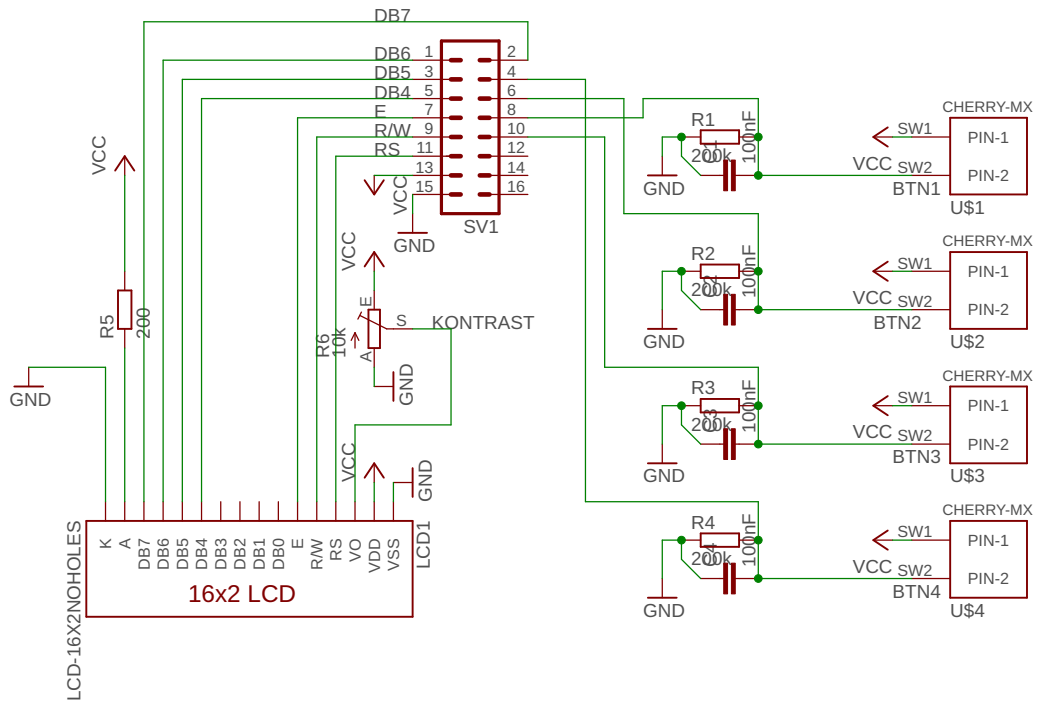 DB7
DB6 1 2
DB5 3 4
DB4 5 6
E 7 8
R/W 9 10
RS 11 12
13 14
VCC 15 16
GND
SV1
VCC
R5
200
VCC
E
S
A
R6
10k
KONTRAST
GND
GND
VCC
GND
LCD-16X2NOHOLES
K A DB7 DB6 DB5 DB4 DB3 DB2 DB1 DB0 E R/W RS VO VDD VSS
16x2 LCD
LCD1
R1
200k
C1
100nF
GND
CHERRY-MX
SW1 PIN-1
VCC SW2 PIN-2
BTN1
U$1
R2
200k
C2
100nF
GND
CHERRY-MX
SW1 PIN-1
VCC SW2 PIN-2
BTN2
U$2
R3
200k
C3
100nF
GND
CHERRY-MX
SW1 PIN-1
VCC SW2 PIN-2
BTN3
U$3
R4
200k
C4
100nF
GND
CHERRY-MX
SW1 PIN-1
VCC SW2 PIN-2
BTN4
U$4